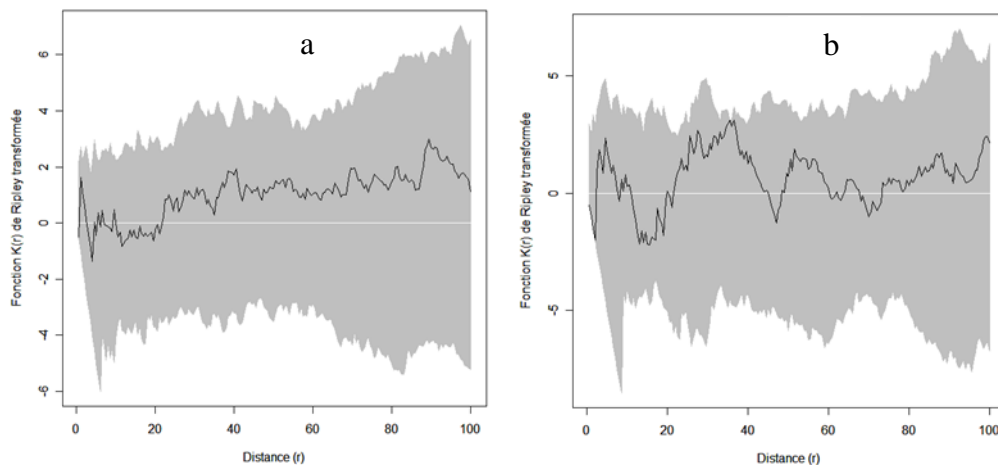 a
Fonction K(r) de Ripley transformée
6
4
2
0
-2
-4
-6
0 20 40 60 80 100
Distance (r)
b
Fonction K(r) de Ripley transformée
5
0
-5
0 20 40 60 80 100
Distance (r)